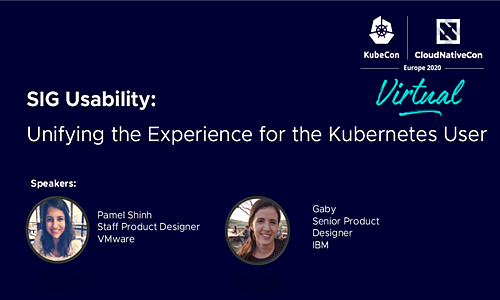 KubeCon
CloudNativeCon
Europe 2020
Virtual
SIG Usability:
Unifying the Experience for the Kubernetes User
Speakers:
Pamel Shinh
Staff Product Designer
VMware
Gaby
Senior Product
Designer
IBM